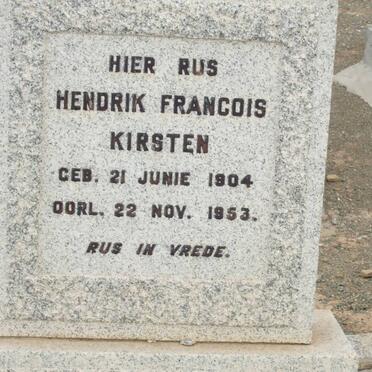 HIER RUS
HENDRIK FRANCOIS
KIRSTEN
GEB. 21 JUNIE 1904
OORL. 22 NOV. 1953.
RUS IN VREDE.